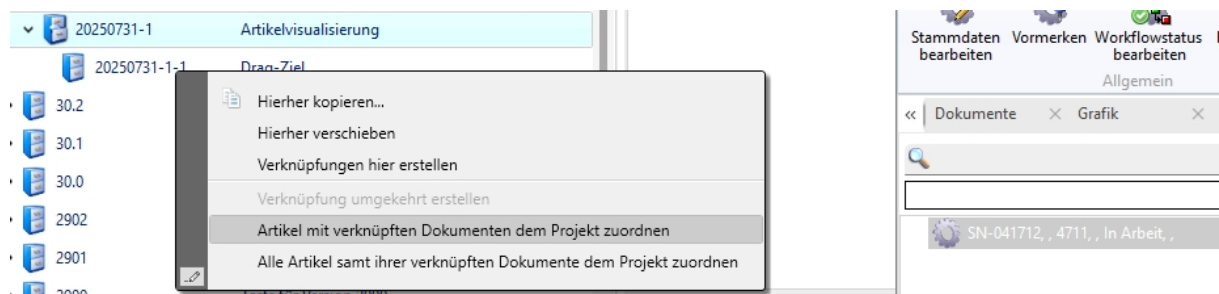 20250731-1 Artikelvisualisierung
20250731-1-1 Drag-Ziel
30.2
30.1
30.0
2902
2901
Hierher kopieren...
Hierher verschieben
Verknüpfungen hier erstellen
Verknüpfung umgekehrt erstellen
Artikel mit verknüpften Dokumenten dem Projekt zuordnen
Alle Artikel samt ihrer verknüpften Dokumente dem Projekt zuordnen
Stammdaten bearbeiten
Vormerken
Workflowstatus bearbeiten
Allgemein
« Dokumente × Grafik ×
SN-041712, , 4711, , In Arbeit, ,